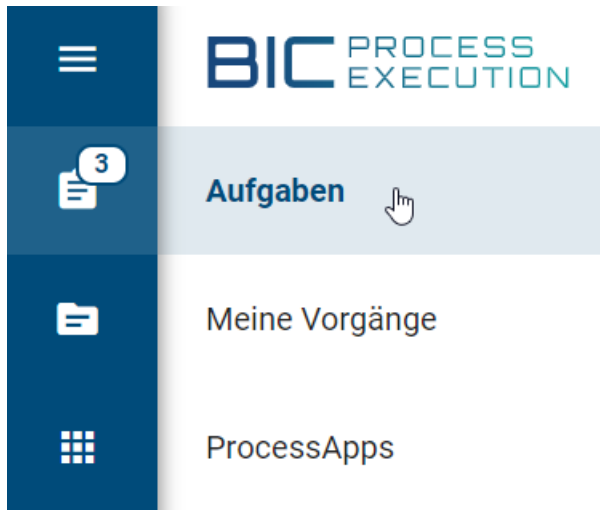 BIC PROCESS
EXECUTION
3
Aufgaben
Meine Vorgänge
ProcessApps